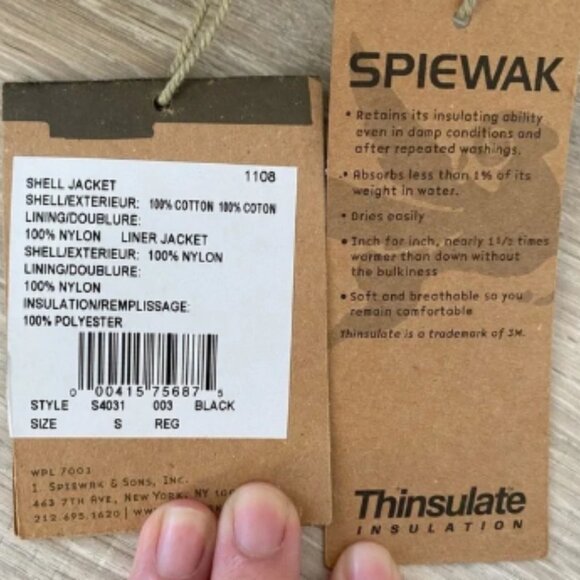 1108
SHELL JACKET
SHELL/EXTERIEUR: 100% COTTON 100% COTON
LINING/DOUBLURE:
100% NYLON LINER JACKET
SHELL/EXTERIEUR: 100% NYLON
LINING/DOUBLURE:
100% NYLON
INSULATION/REMPLISSAGE:
100% POLYESTER
0 00415 75687 5
STYLE S4031 003 BLACK
SIZE S REG
WPL 7003
I. SPIEWAK & SONS, INC.
463 7TH AVE, NEW YORK, NY
212.695.1620 |
SPIEWAK
• Retains its insulating ability
even in damp conditions and
after repeated washings.
• Absorbs less than 1% of its
weight in water.
• Dries easily
• Inch for inch, nearly 1 1/2 times
warmer than down without
the bulkiness
• Soft and breathable so you
remain comfortable
Thinsulate is a trademark of 3M.
Thinsulate™
INSULATION